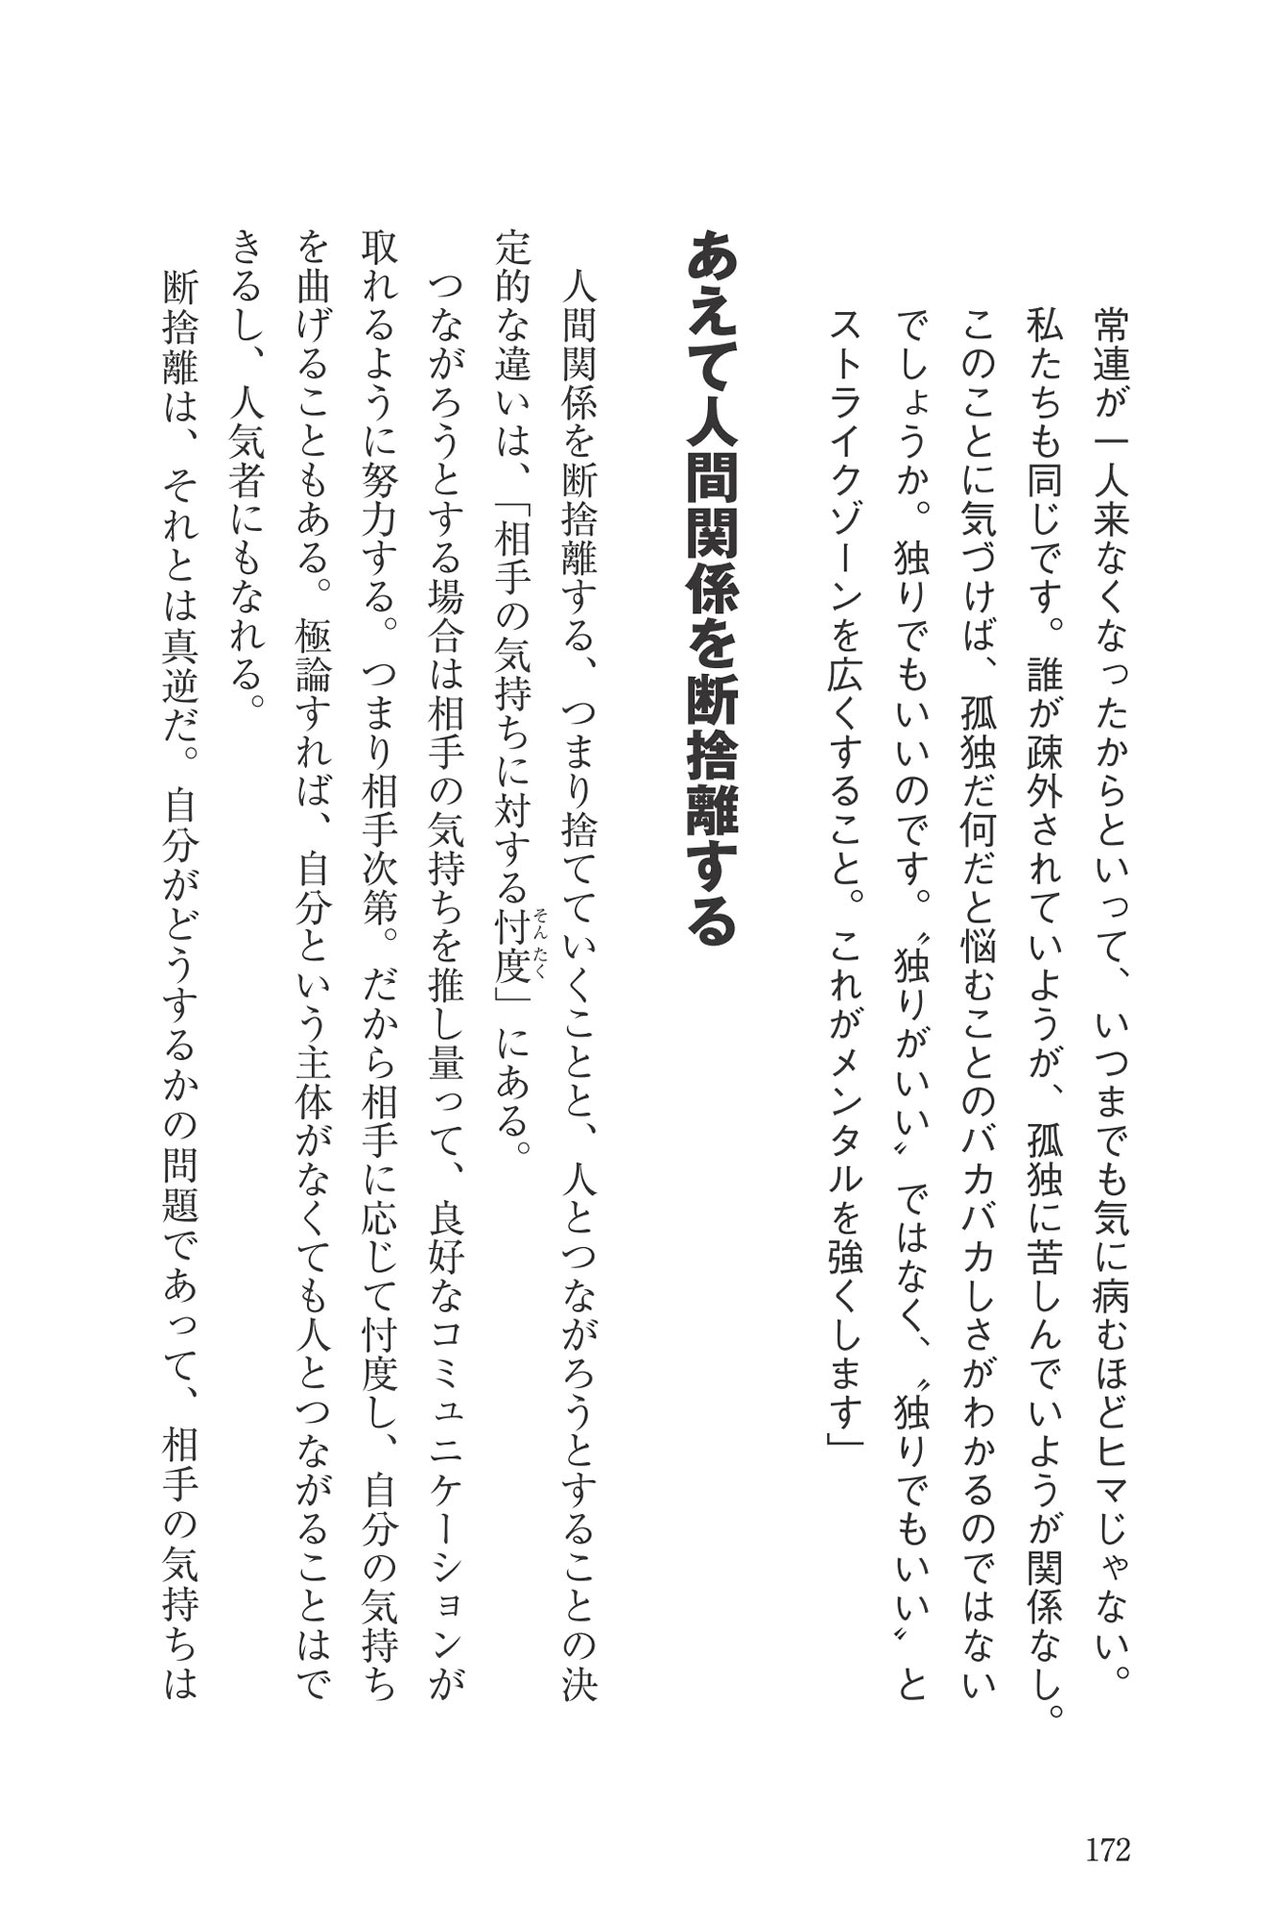 常連が一人来なくなったからといって、いつまでも気に病むほどヒマじゃない。
私たちも同じです。誰が疎外されていようが、孤独に苦しんでいようが関係なし。
このことに気づけば、孤独だ何だと悩むことのバカバカしさがわかるのではない
でしょうか。独りでもいいのです。〝独りがいい〟ではなく、〝独りでもいい〟と
ストライクゾーンを広くすること。これがメンタルを強くします」
あえて人間関係を断捨離する
人間関係を断捨離する、つまり捨てていくことと、人とつながろうとすることの決
定的な違いは、「相手の気持ちに対する忖度そんたく」にある。
つながろうとする場合は相手の気持ちを推し量って、良好なコミュニケーションが
取れるように努力する。つまり相手次第。だから相手に応じて忖度し、自分の気持ち
を曲げることもある。極論すれば、自分という主体がなくても人とつながることはで
きるし、人気者にもなれる。
断捨離は、それとは真逆だ。自分がどうするかの問題であって、相手の気持ちは
172